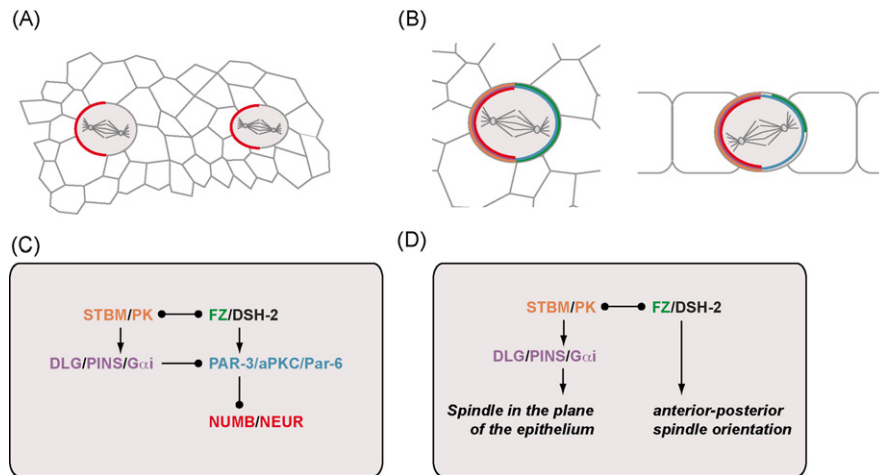 (A)
(B)
(C)
STBM/PK
FZ/DSH-2
DLG/PINS/Gαi
PAR-3/aPKC/Par-6
NUMB/NEUR
(D)
STBM/PK
FZ/DSH-2
DLG/PINS/Gαi
Spindle in the plane
of the epithelium
anterior-posterior
spindle orientation